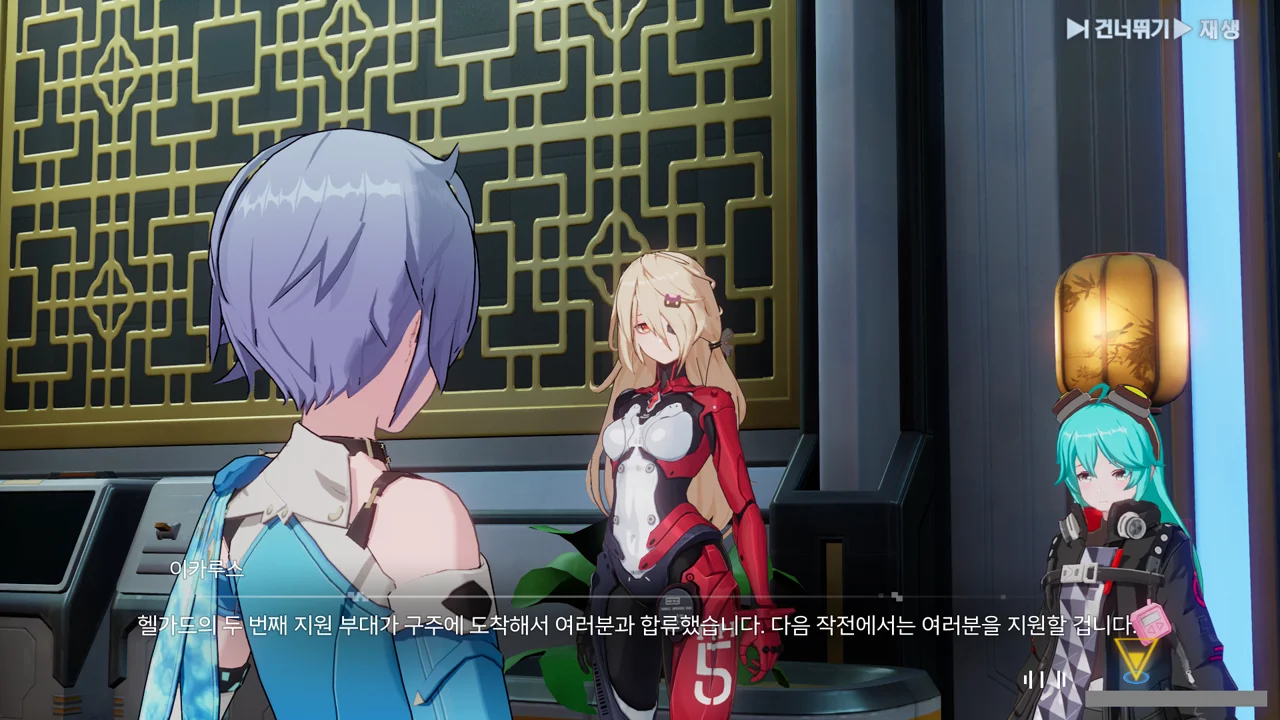 건너뛰기 재생
이카루스
헬가드의 두 번째 지원 부대가 구주에 도착해서 여러분과 합류했습니다. 다음 작전에서는 여러분을 지원할 겁니다.
5